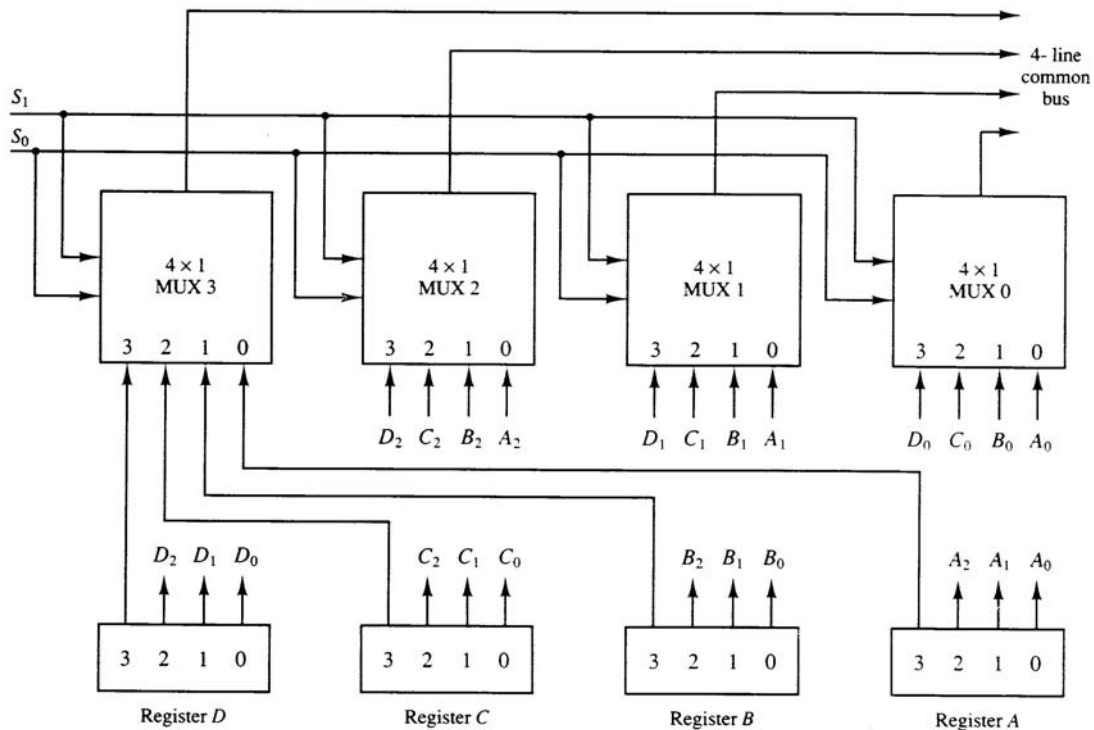 4- line
common
bus
S1
S0
4 × 1
MUX 3
4 × 1
MUX 2
4 × 1
MUX 1
4 × 1
MUX 0
3 2 1 0
3 2 1 0
3 2 1 0
3 2 1 0
D2 C2 B2 A2
D1 C1 B1 A1
D0 C0 B0 A0
D2 D1 D0
C2 C1 C0
B2 B1 B0
A2 A1 A0
3 2 1 0
3 2 1 0
3 2 1 0
3 2 1 0
Register D
Register C
Register B
Register A